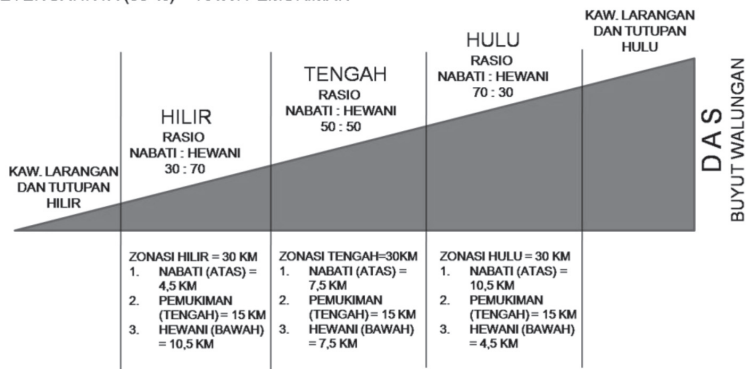 KAW. LARANGAN
DAN TUTUPAN
HILIR
HILIR
RASIO
NABATI : HEWANI
30 : 70
TENGAH
RASIO
NABATI : HEWANI
50 : 50
HULU
RASIO
NABATI : HEWANI
70 : 30
KAW. LARANGAN
DAN TUTUPAN
HULU
DAS
BUYUT WALUNGAN
ZONASI HILIR = 30 KM
1. NABATI (ATAS) =
4,5 KM
2. PEMUKIMAN
(TENGAH)= 15 KM
3. HEWANI (BAWAH)
= 10,5 KM
ZONASI TENGAH=30KM
1. NABATI (ATAS) =
7,5 KM
2. PEMUKIMAN
(TENGAH)= 15 KM
3. HEWANI (BAWAH)
= 7,5 KM
ZONASI HULU = 30 KM
1. NABATI (ATAS) =
10,5 KM
2. PEMUKIMAN
(TENGAH)= 15 KM
3. HEWANI (BAWAH)
= 4,5 KM